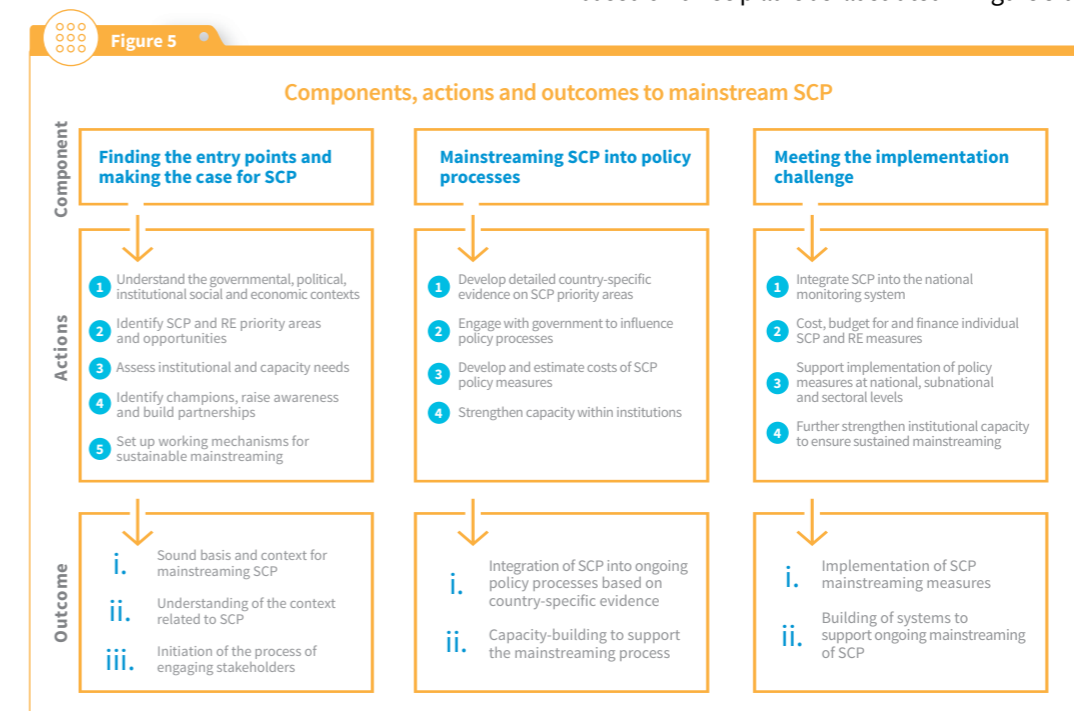 Figure 5
Components, actions and outcomes to mainstream SCP
Component
Finding the entry points and
making the case for SCP
Mainstreaming SCP into policy
processes
Meeting the implementation
challenge
Actions
1 Understand the governmental, political,
institutional social and economic contexts
2 Identify SCP and RE priority areas
and opportunities
3 Assess institutional and capacity needs
4 Identify champions, raise awareness
and build partnerships
5 Set up working mechanisms for
sustainable mainstreaming
1 Develop detailed country-specific
evidence on SCP priority areas
2 Engage with government to influence
policy processes
3 Develop and estimate costs of SCP
policy measures
4 Strengthen capacity within institutions
1 Integrate SCP into the national
monitoring system
2 Cost, budget for and finance individual
SCP and RE measures
3 Support implementation of policy
measures at national, subnational
and sectoral levels
4 Further strengthen institutional capacity
to ensure sustained mainstreaming
Outcome
i. Sound basis and context for
mainstreaming SCP
ii. Understanding of the context
related to SCP
iii. Initiation of the process of
engaging stakeholders
i. Integration of SCP into ongoing
policy processes based on
country-specific evidence
ii. Capacity-building to support
the mainstreaming process
i. Implementation of SCP
mainstreaming measures
ii. Building of systems to
support ongoing mainstreaming
of SCP